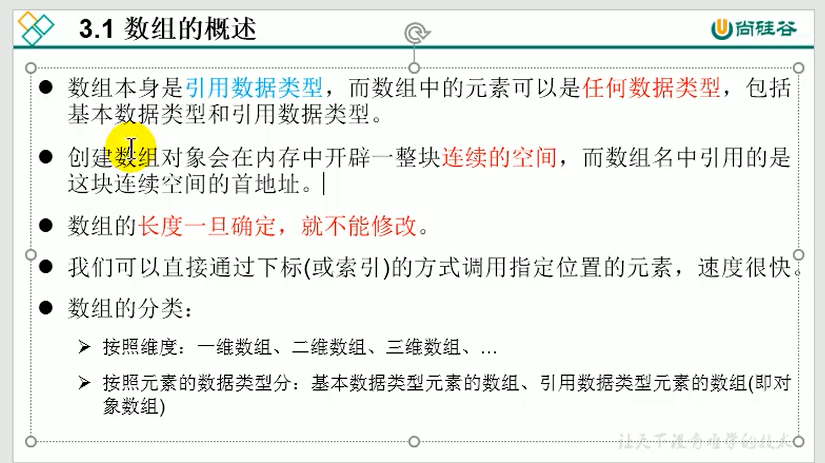 3.1 数组的概述
尚硅谷
数组本身是引用数据类型，而数组中的元素可以是任何数据类型，包括
基本数据类型和引用数据类型。
创建数组对象会在内存中开辟一整块连续的空间，而数组名中引用的是
这块连续空间的首地址。
数组的长度一旦确定，就不能修改。
我们可以直接通过下标(或索引)的方式调用指定位置的元素，速度很快。
数组的分类：
按照维度：一维数组、二维数组、三维数组、…
按照元素的数据类型分：基本数据类型元素的数组、引用数据类型元素的数组(即对
象数组)
让天下没有难学的技术